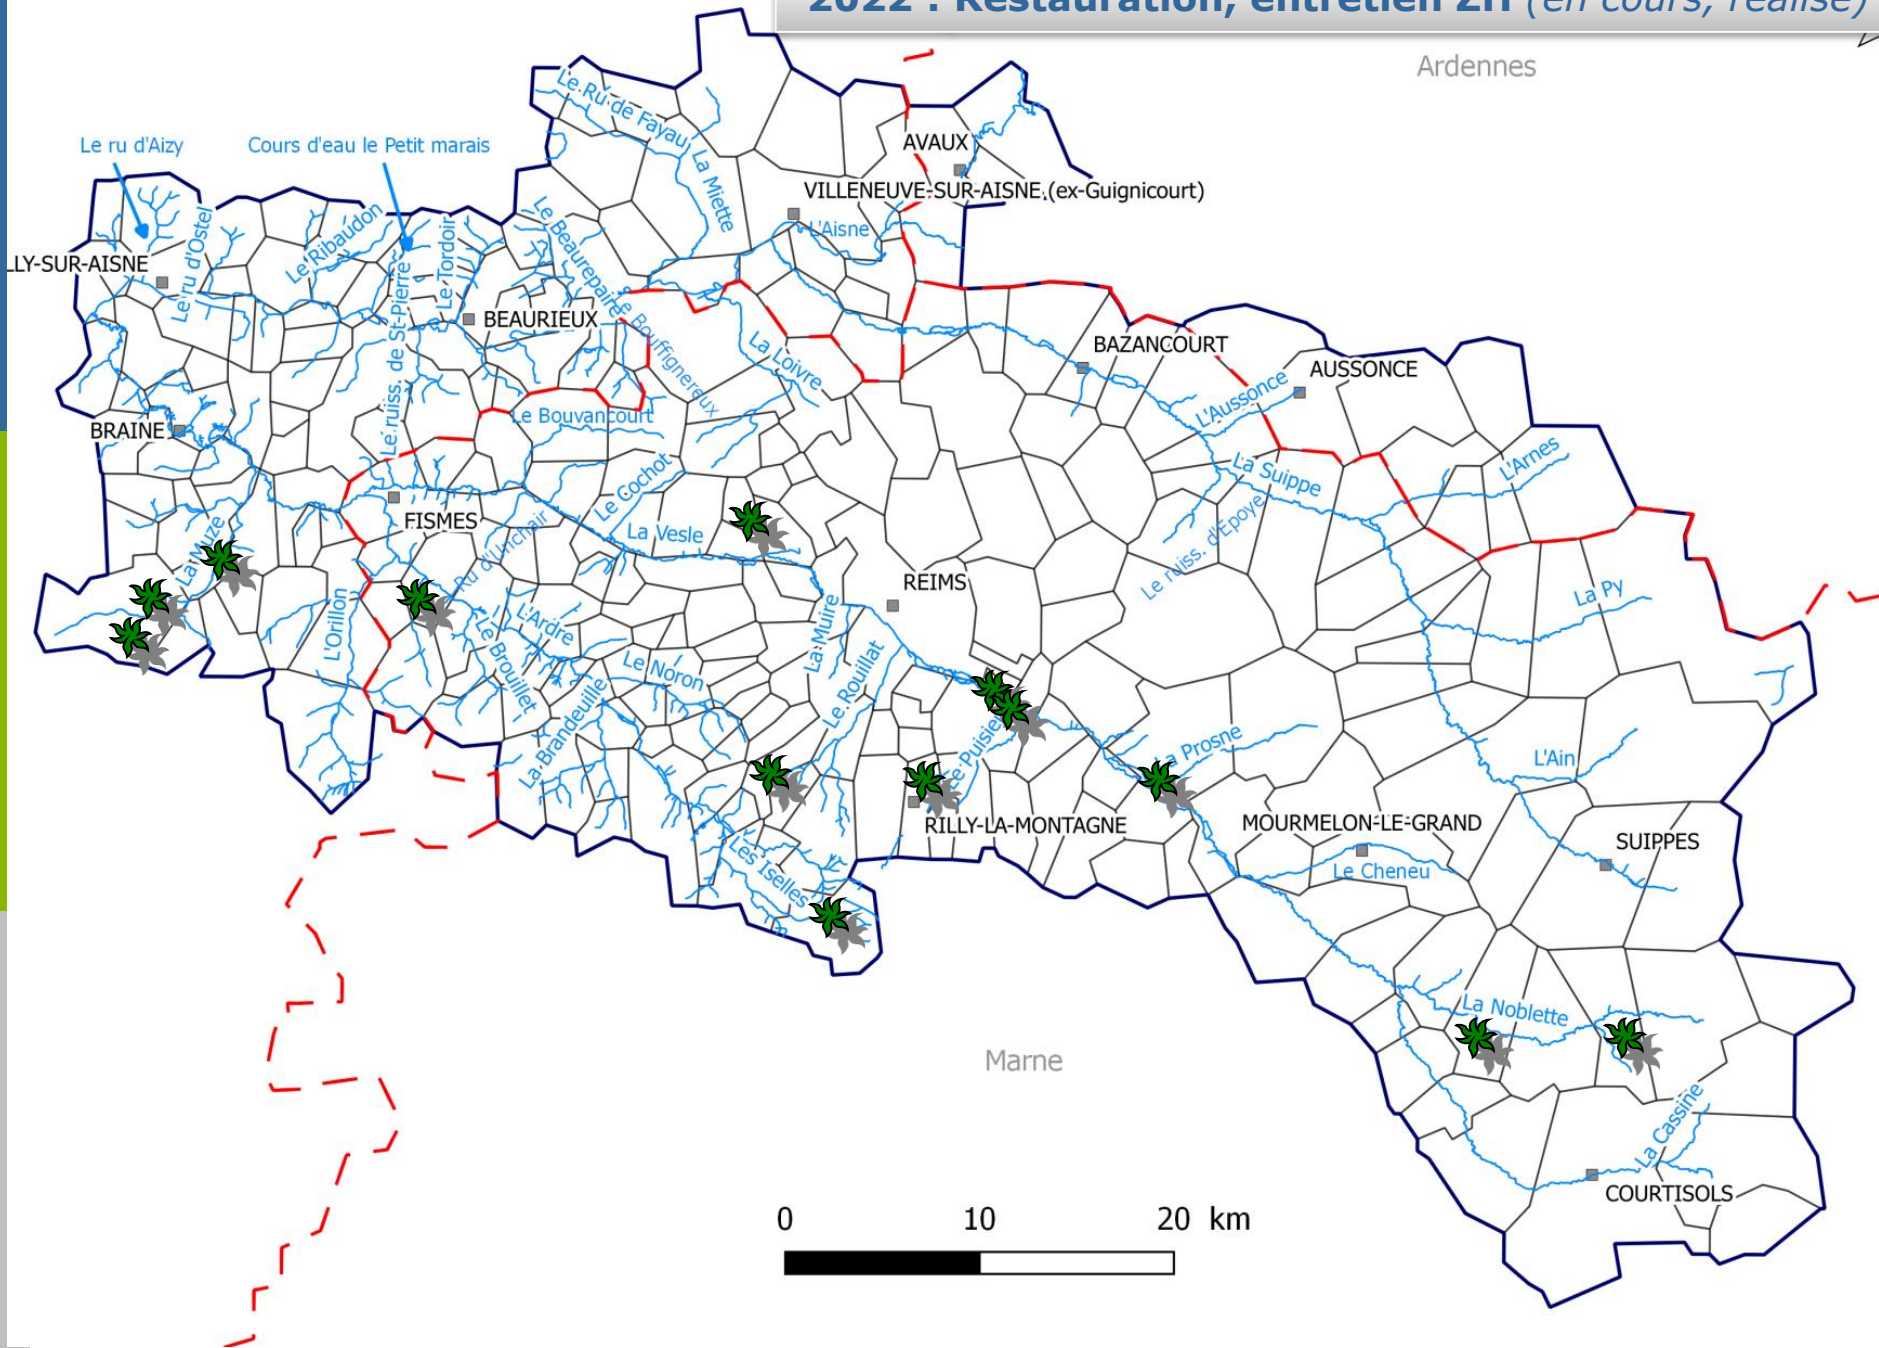 2022 : Restauration, entretien ZH (en cours, réalisé)
Ardennes
Le Ru de Fayau
Le ru d'Aizy
Cours d'eau le Petit marais
AVAUX
La Miette
VILLENEUVE-SUR-AISNE (ex-Guignicourt)
L'Aisne
Le Beaurepaire
Le Ribaudon
Le ru d'Ostel
Le Tordoir
LLY-SUR-AISNE
Le ruiss. de St-Pierre
BEAURIEUX
Le Bouffignereux
La Loivre
BAZANCOURT
AUSSONCE
L'Aussonce
Le Bouvancourt
BRAINE
L'Arnes
La Suippe
Le Cochot
FISMES
Ru d'Unchair
La Vesle
Le ruiss. d'Epoye
La Muze
REIMS
La Py
L'Orillon
L'Ardre
Le Brouillet
La Muire
Le Noron
Le Rouillat
La Brandeuille
Le Puisieu
La Prosne
L'Ain
RILLY-LA-MONTAGNE
MOURMELON-LE-GRAND
SUIPPES
Le Cheneu
Les Iselles
La Noblette
Marne
La Cassine
COURTISOLS
0 10 20 km